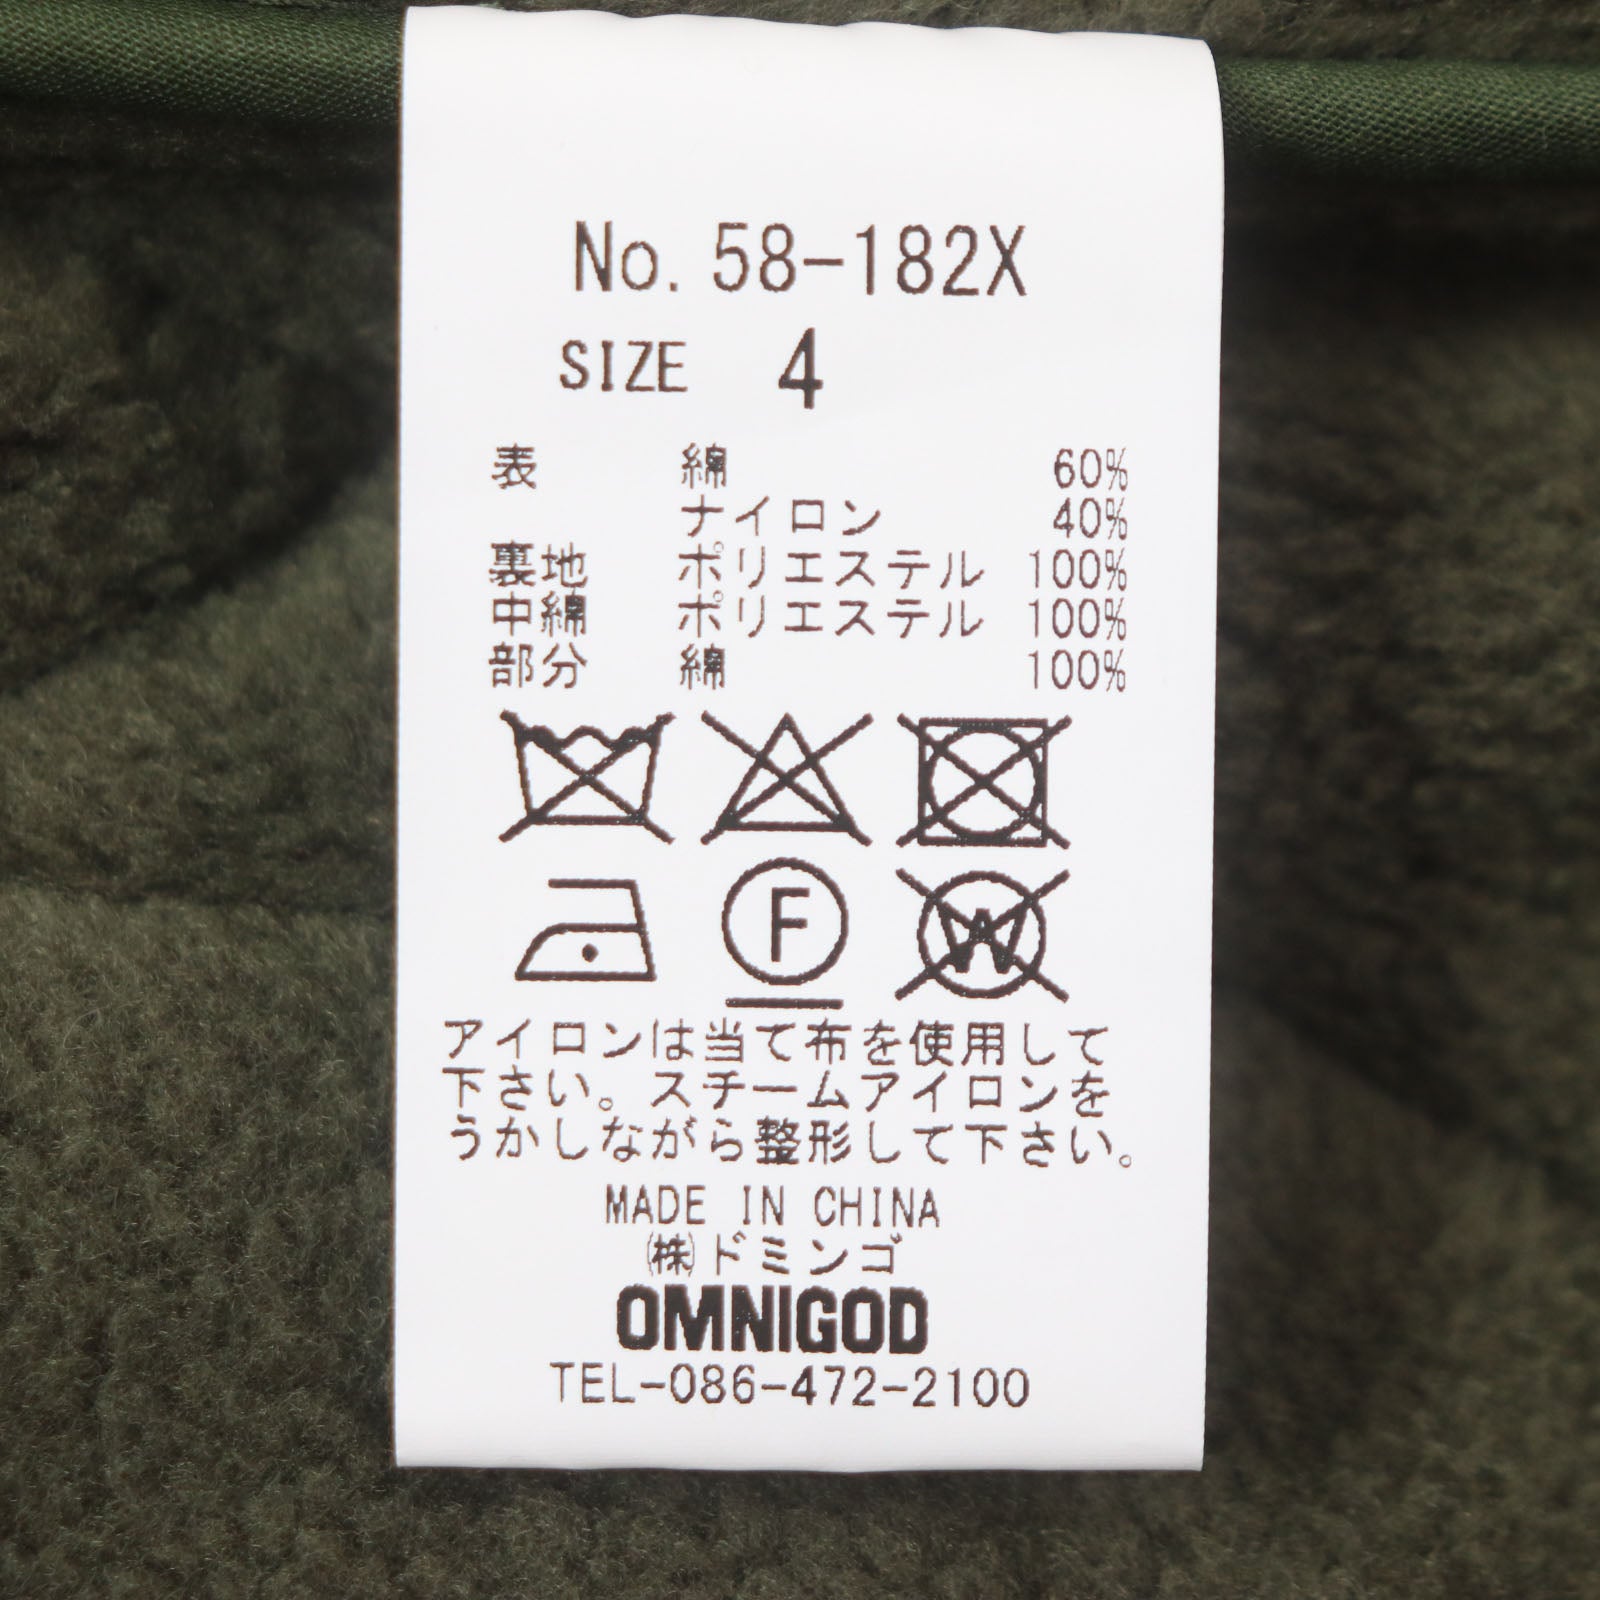 No. 58-182X
SIZE 4
表 綿 60%
ナイロン 40%
裏地 ポリエステル 100%
中綿 ポリエステル 100%
部分 綿 100%
F
W
アイロンは当て布を使用して
下さい。スチームアイロンを
うかしながら整形して下さい。
MADE IN CHINA
㈱ドミンゴ
OMNIGOD
TEL-086-472-2100